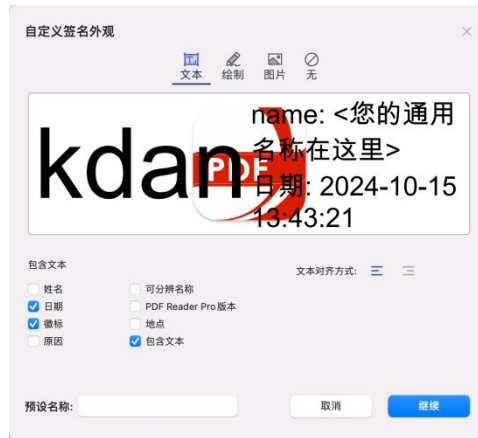 自定义签名外观
文本 绘制 图片 无
kdan
PDF
name: <您的通用
名称在这里>
日期: 2024-10-15
13:43:21
包含文本
文本对齐方式:
姓名 可分辨名称
日期 PDF Reader Pro版本
徽标 地点
原因 包含文本
预设名称:
取消 继续